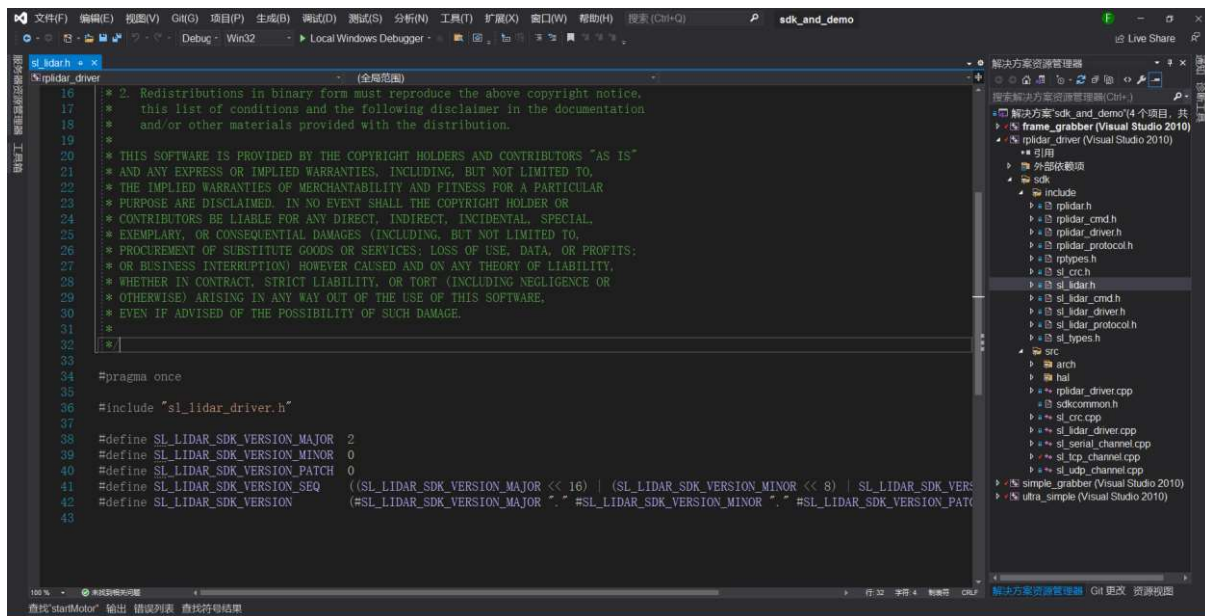 文件(F) 编辑(E) 视图(V) Git(G) 项目(P) 生成(B) 调试(D) 测试(S) 分析(N) 工具(T) 扩展(X) 窗口(W) 帮助(H) 搜索 (Ctrl+Q) sdk_and_demo
Debug Win32 Local Windows Debugger Live Share
服务器资源管理器 工具箱
sl_lidar.h
rplidar_driver (全局范围)
16 * 2. Redistributions in binary form must reproduce the above copyright notice,
17 * this list of conditions and the following disclaimer in the documentation
18 * and/or other materials provided with the distribution.
19 *
20 * THIS SOFTWARE IS PROVIDED BY THE COPYRIGHT HOLDERS AND CONTRIBUTORS "AS IS"
21 * AND ANY EXPRESS OR IMPLIED WARRANTIES, INCLUDING, BUT NOT LIMITED TO,
22 * THE IMPLIED WARRANTIES OF MERCHANTABILITY AND FITNESS FOR A PARTICULAR
23 * PURPOSE ARE DISCLAIMED. IN NO EVENT SHALL THE COPYRIGHT HOLDER OR
24 * CONTRIBUTORS BE LIABLE FOR ANY DIRECT, INDIRECT, INCIDENTAL, SPECIAL,
25 * EXEMPLARY, OR CONSEQUENTIAL DAMAGES (INCLUDING, BUT NOT LIMITED TO,
26 * PROCUREMENT OF SUBSTITUTE GOODS OR SERVICES; LOSS OF USE, DATA, OR PROFITS;
27 * OR BUSINESS INTERRUPTION) HOWEVER CAUSED AND ON ANY THEORY OF LIABILITY,
28 * WHETHER IN CONTRACT, STRICT LIABILITY, OR TORT (INCLUDING NEGLIGENCE OR
29 * OTHERWISE) ARISING IN ANY WAY OUT OF THE USE OF THIS SOFTWARE,
30 * EVEN IF ADVISED OF THE POSSIBILITY OF SUCH DAMAGE.
31 *
32 */
33
34 #pragma once
35
36 #include "sl_lidar_driver.h"
37
38 #define SL_LIDAR_SDK_VERSION_MAJOR 2
39 #define SL_LIDAR_SDK_VERSION_MINOR 0
40 #define SL_LIDAR_SDK_VERSION_PATCH 0
41 #define SL_LIDAR_SDK_VERSION_SEQ ((SL_LIDAR_SDK_VERSION_MAJOR << 16) | (SL_LIDAR_SDK_VERSION_MINOR << 8) | SL_LIDAR_SDK_VERS
42 #define SL_LIDAR_SDK_VERSION (#SL_LIDAR_SDK_VERSION_MAJOR "." #SL_LIDAR_SDK_VERSION_MINOR "." #SL_LIDAR_SDK_VERSION_PATC
43
100 % 未找到相关问题 行: 32 字符: 4 制表符 CRLF
查找"startMotor" 输出 错误列表 查找符号结果
解决方案资源管理器
搜索解决方案资源管理器(Ctrl+;)
解决方案"sdk_and_demo"(4 个项目, 共
frame_grabber (Visual Studio 2010)
rplidar_driver (Visual Studio 2010)
引用
外部依赖项
sdk
include
rplidar.h
rplidar_cmd.h
rplidar_driver.h
rplidar_protocol.h
rptypes.h
sl_crc.h
sl_lidar.h
sl_lidar_cmd.h
sl_lidar_driver.h
sl_lidar_protocol.h
sl_types.h
src
arch
hal
rplidar_driver.cpp
sdkcommon.h
sl_crc.cpp
sl_lidar_driver.cpp
sl_serial_channel.cpp
sl_tcp_channel.cpp
sl_udp_channel.cpp
simple_grabber (Visual Studio 2010)
ultra_simple (Visual Studio 2010)
解决方案资源管理器 Git 更改 资源视图
通知 诊断工具